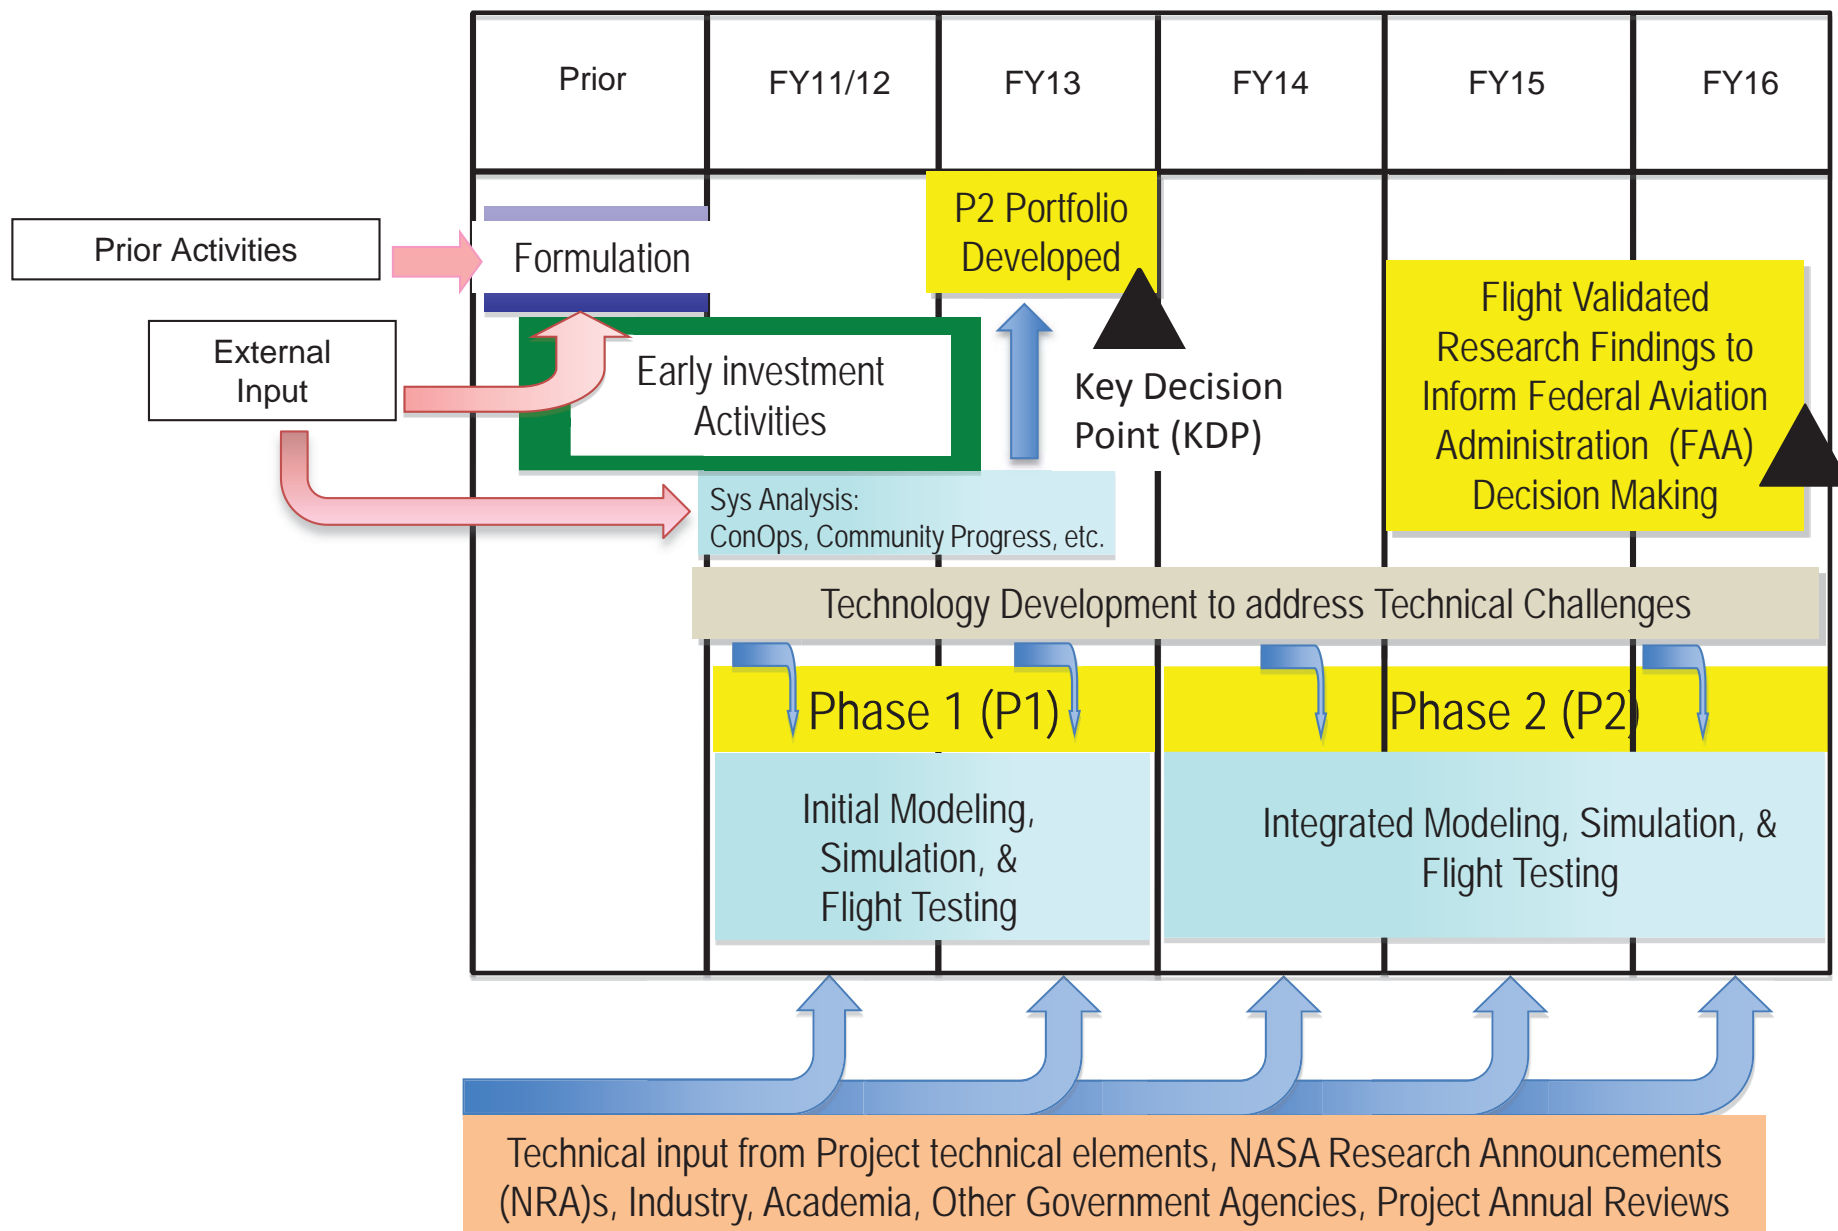 Prior
FY11/12
FY13
FY14
FY15
FY16
Prior Activities
Formulation
P2 Portfolio
Developed
External
Input
Early investment
Activities
Key Decision
Point (KDP)
Flight Validated
Research Findings to
Inform Federal Aviation
Administration (FAA)
Decision Making
Sys Analysis:
ConOps, Community Progress, etc.
Technology Development to address Technical Challenges
Phase 1 (P1)
Phase 2 (P2)
Initial Modeling,
Simulation, &
Flight Testing
Integrated Modeling, Simulation, &
Flight Testing
Technical input from Project technical elements, NASA Research Announcements
(NRA)s, Industry, Academia, Other Government Agencies, Project Annual Reviews